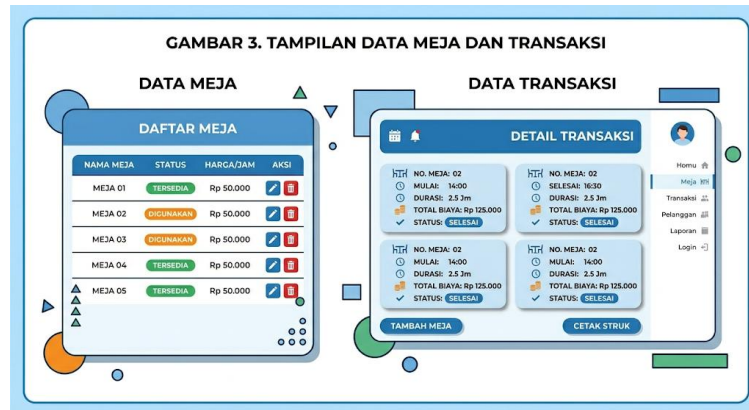 GAMBAR 3. TAMPILAN DATA MEJA DAN TRANSAKSI
DATA MEJA
DAFTAR MEJA
NAMA MEJA STATUS HARGA/JAM AKSI
MEJA 01 TERSEDIA Rp 50.000
MEJA 02 DIGUNAKAN Rp 50.000
MEJA 03 DIGUNAKAN Rp 50.000
MEJA 04 TERSEDIA Rp 50.000
MEJA 05 TERSEDIA Rp 50.000
DATA TRANSAKSI
DETAIL TRANSAKSI
NO. MEJA: 02
MULAI: 14:00
DURASI: 2.5 Jm
TOTAL BIAYA: Rp 125.000
STATUS: SELESAI
NO. MEJA: 02
SELESAI: 16:30
DURASI: 2.5 Jm
TOTAL BIAYA: Rp 125.000
STATUS: SELESAI
NO. MEJA: 02
MULAI: 14:00
DURASI: 2.5 Jm
TOTAL BIAYA: Rp 125.000
STATUS: SELESAI
NO. MEJA: 02
MULAI: 14:00
DURASI: 2.5 Jm
TOTAL BIAYA: Rp 125.000
STATUS: SELESAI
TAMBAH MEJA
CETAK STRUK
Homu
Meja
Transaksi
Pelanggan
Laporan
Login